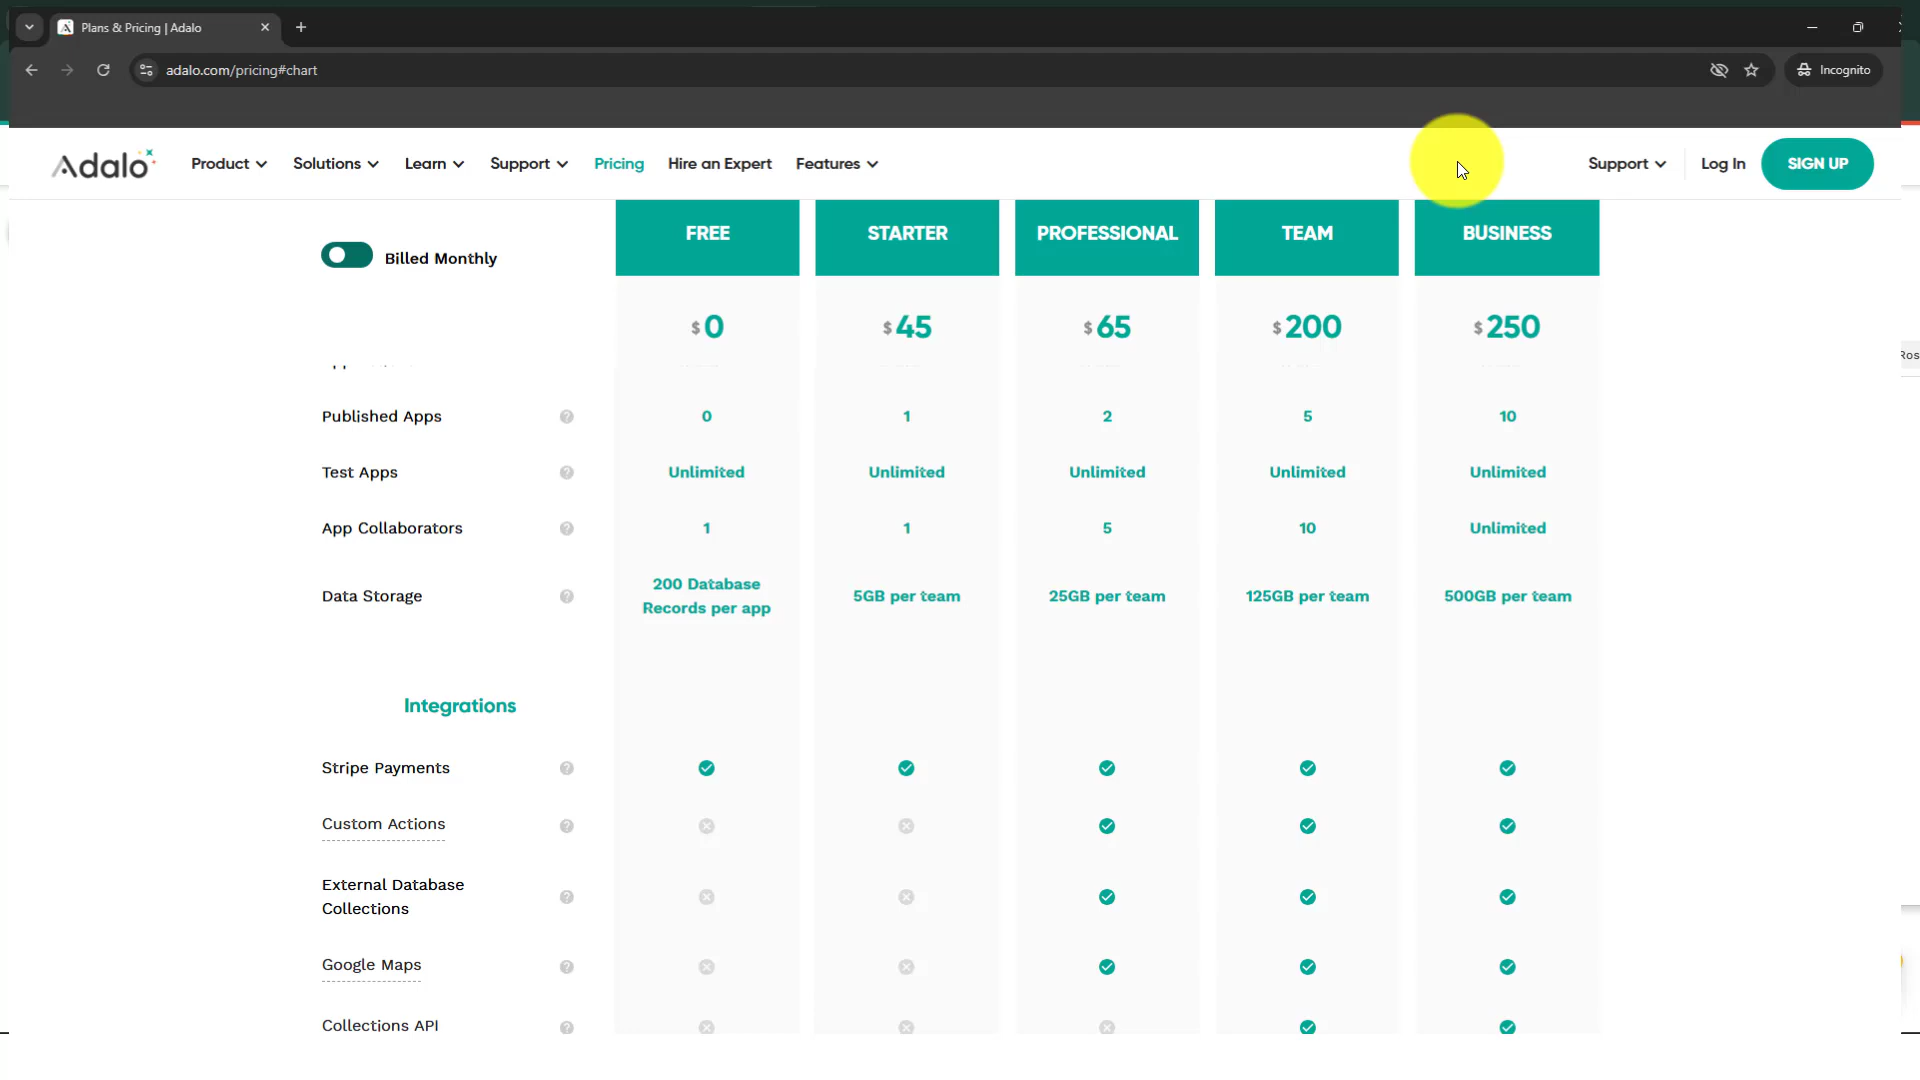 Plans & Pricing | Adalo
adalo.com/pricing#chart
Incognito
Adalo
Product
Solutions
Learn
Support
Pricing
Hire an Expert
Features
Support
Log In
SIGN UP
Billed Monthly
FREE
STARTER
PROFESSIONAL
TEAM
BUSINESS
$0
$45
$65
$200
$250
Published Apps ? 0 1 2 5 10
Test Apps ? Unlimited Unlimited Unlimited Unlimited Unlimited
App Collaborators ? 1 1 5 10 Unlimited
Data Storage ? 200 Database Records per app 5GB per team 25GB per team 125GB per team 500GB per team
Integrations
Stripe Payments ?
Custom Actions ?
External Database
Collections ?
Google Maps ?
Collections API ?